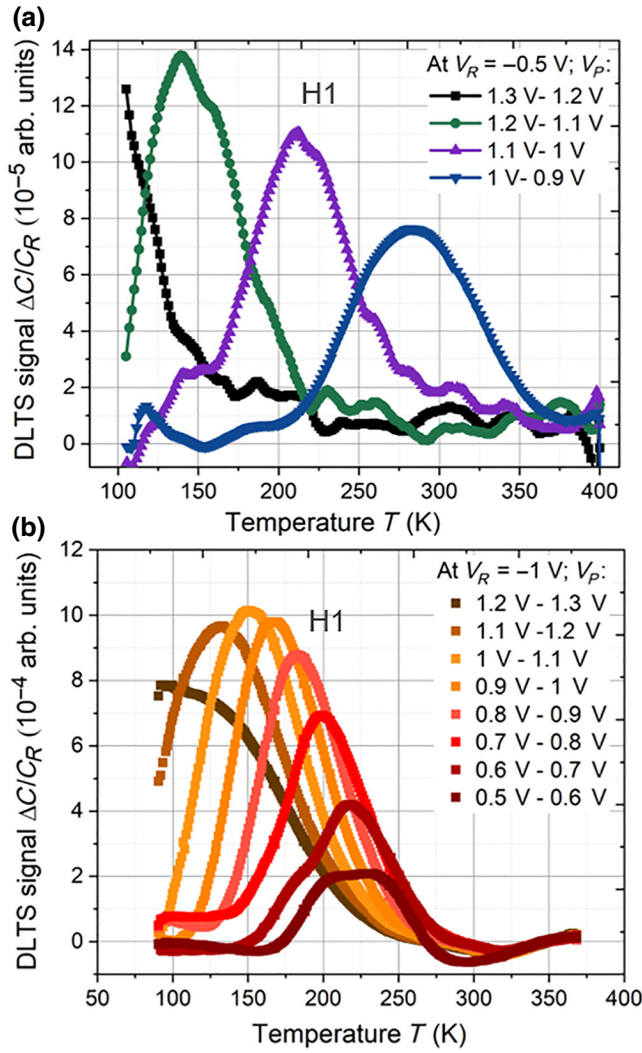 (a)
DLTS signal ΔC/C_R (10^−5 arb. units)
14
12
10
8
6
4
2
0
H1
At V_R = –0.5 V; V_P:
1.3 V- 1.2 V
1.2 V- 1.1 V
1.1 V- 1 V
1 V- 0.9 V
100 150 200 250 300 350 400
Temperature T (K)
(b)
DLTS signal ΔC/C_R (10^−4 arb. units)
12
10
8
6
4
2
0
H1
At V_R = –1 V; V_P:
1.2 V - 1.3 V
1.1 V -1.2 V
1 V - 1.1 V
0.9 V - 1 V
0.8 V - 0.9 V
0.7 V - 0.8 V
0.6 V - 0.7 V
0.5 V - 0.6 V
50 100 150 200 250 300 350 400
Temperature T (K)